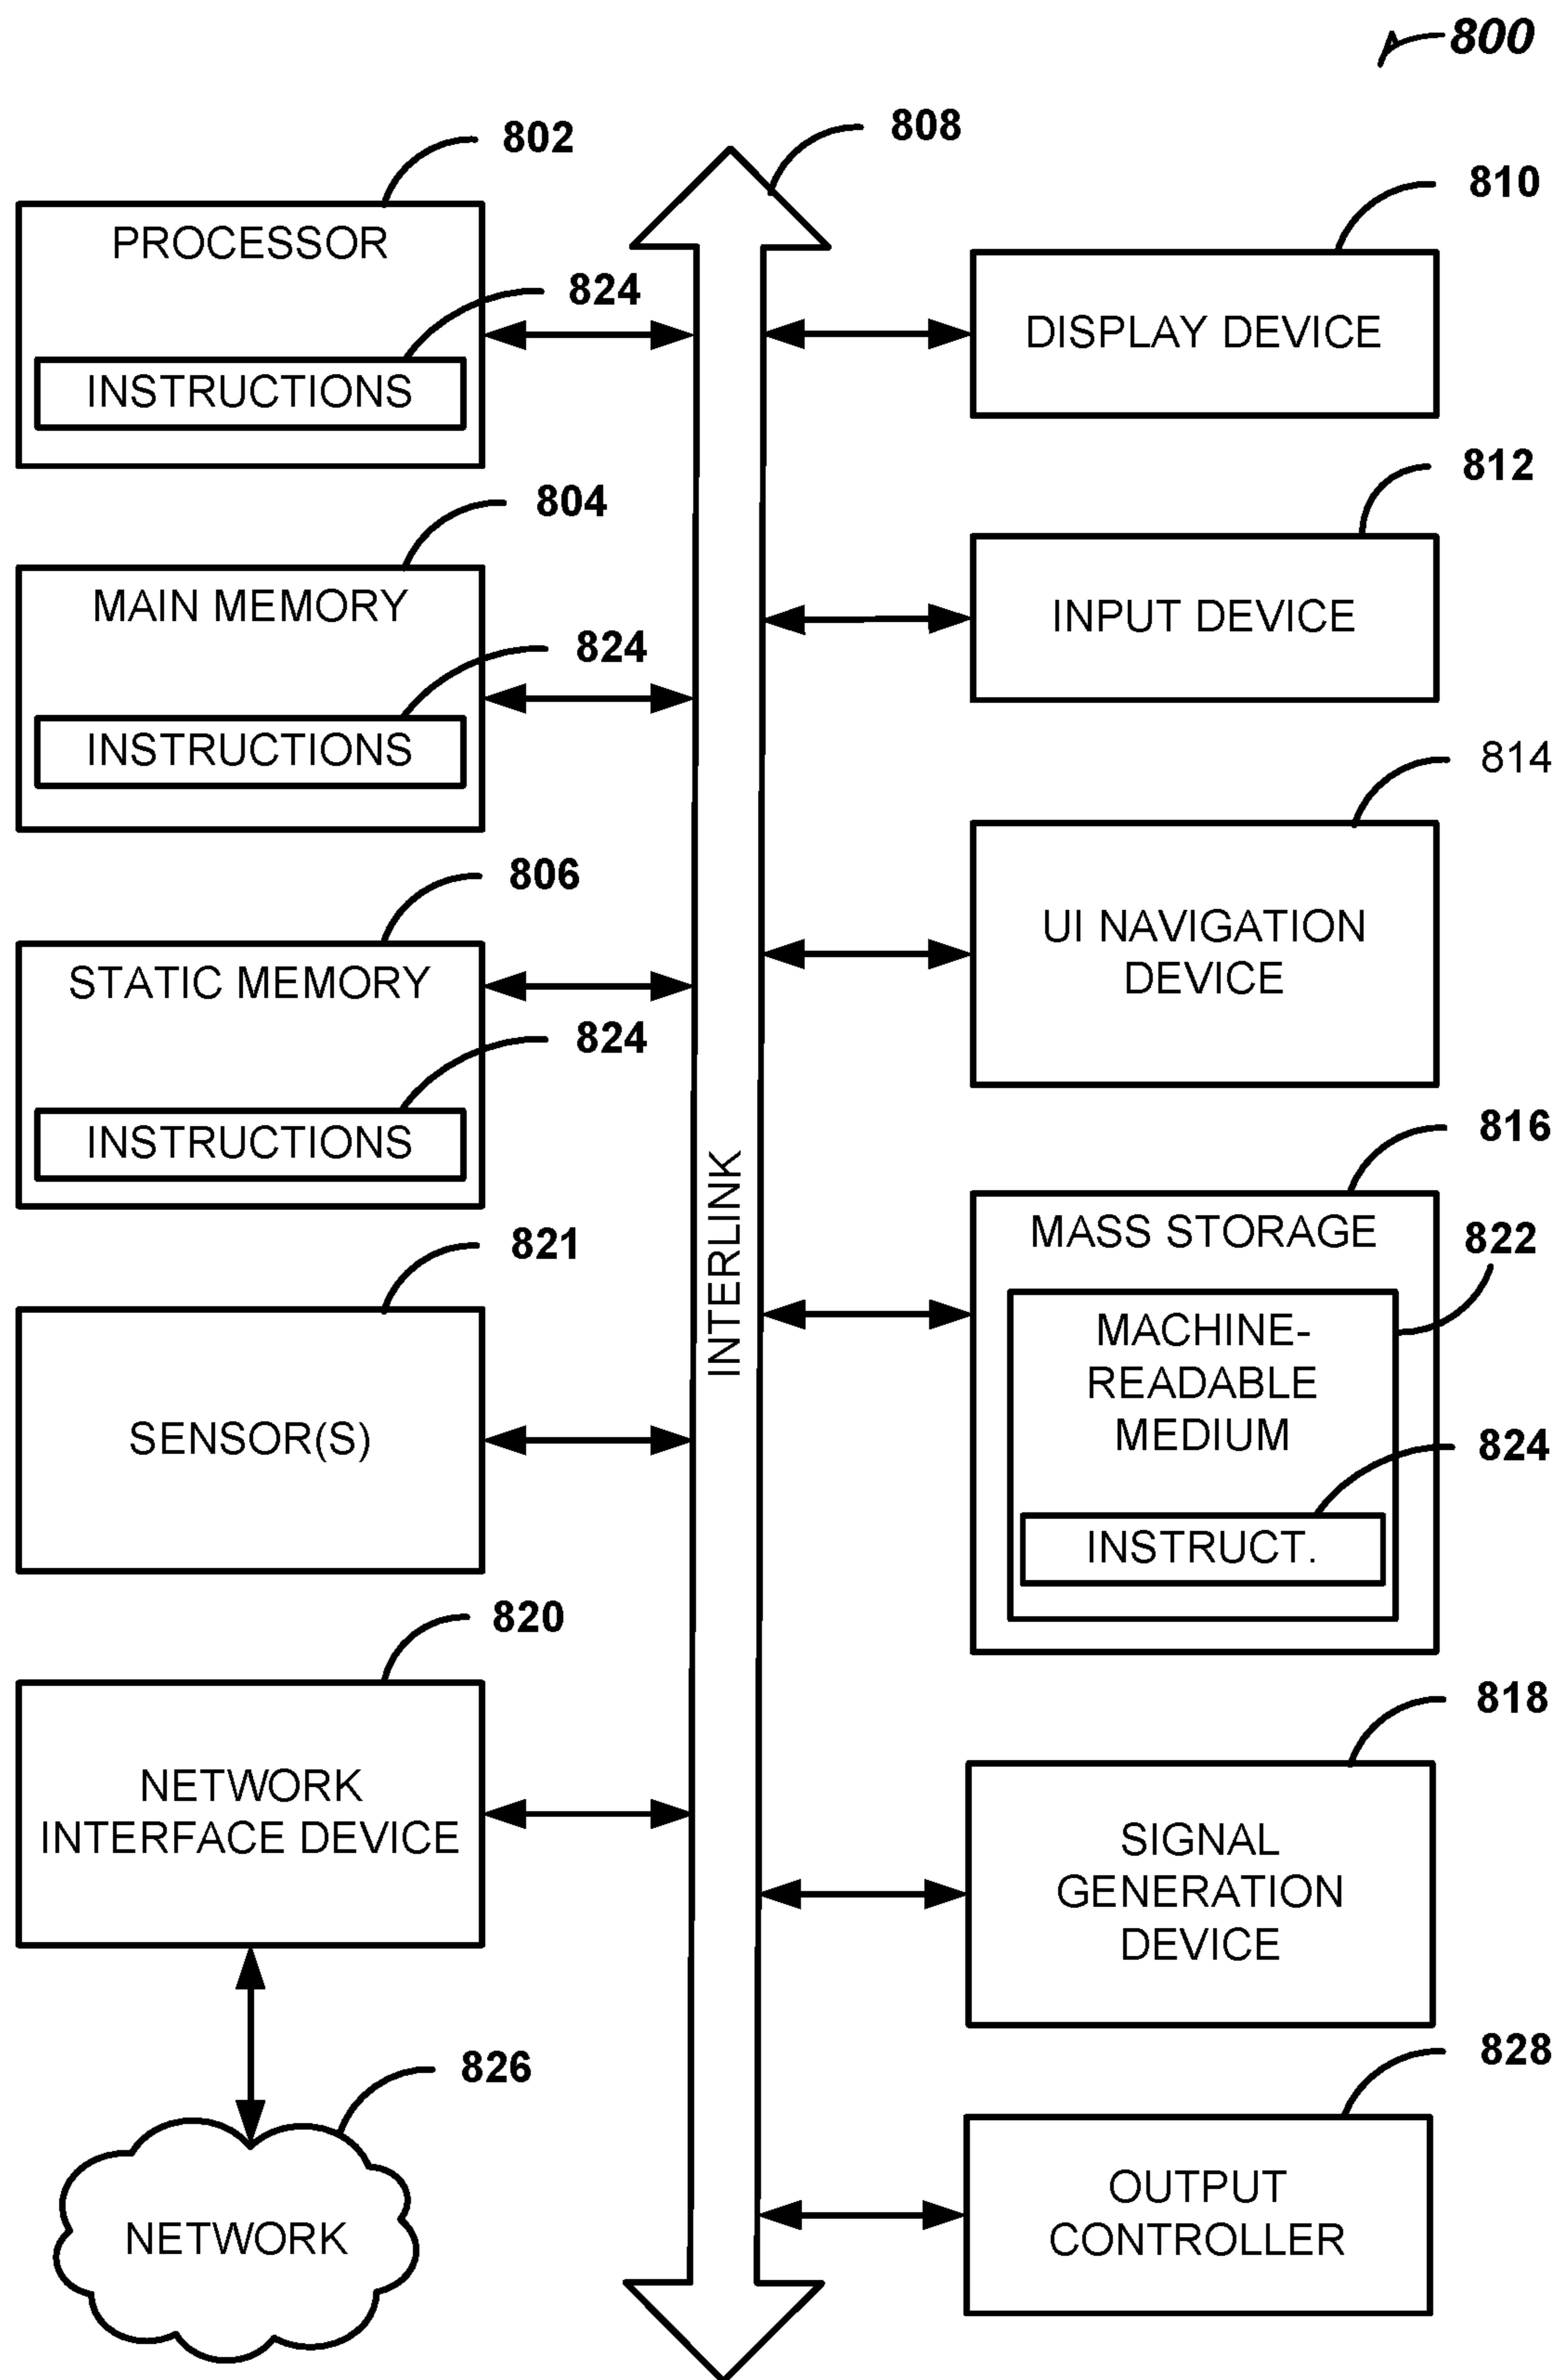 800
802
PROCESSOR
824
INSTRUCTIONS
804
MAIN MEMORY
824
INSTRUCTIONS
806
STATIC MEMORY
824
INSTRUCTIONS
821
SENSOR(S)
820
NETWORK
INTERFACE DEVICE
826
NETWORK
808
INTERLINK
810
DISPLAY DEVICE
812
INPUT DEVICE
814
UI NAVIGATION
DEVICE
816
MASS STORAGE
822
MACHINE-
READABLE
MEDIUM
824
INSTRUCT.
818
SIGNAL
GENERATION
DEVICE
828
OUTPUT
CONTROLLER